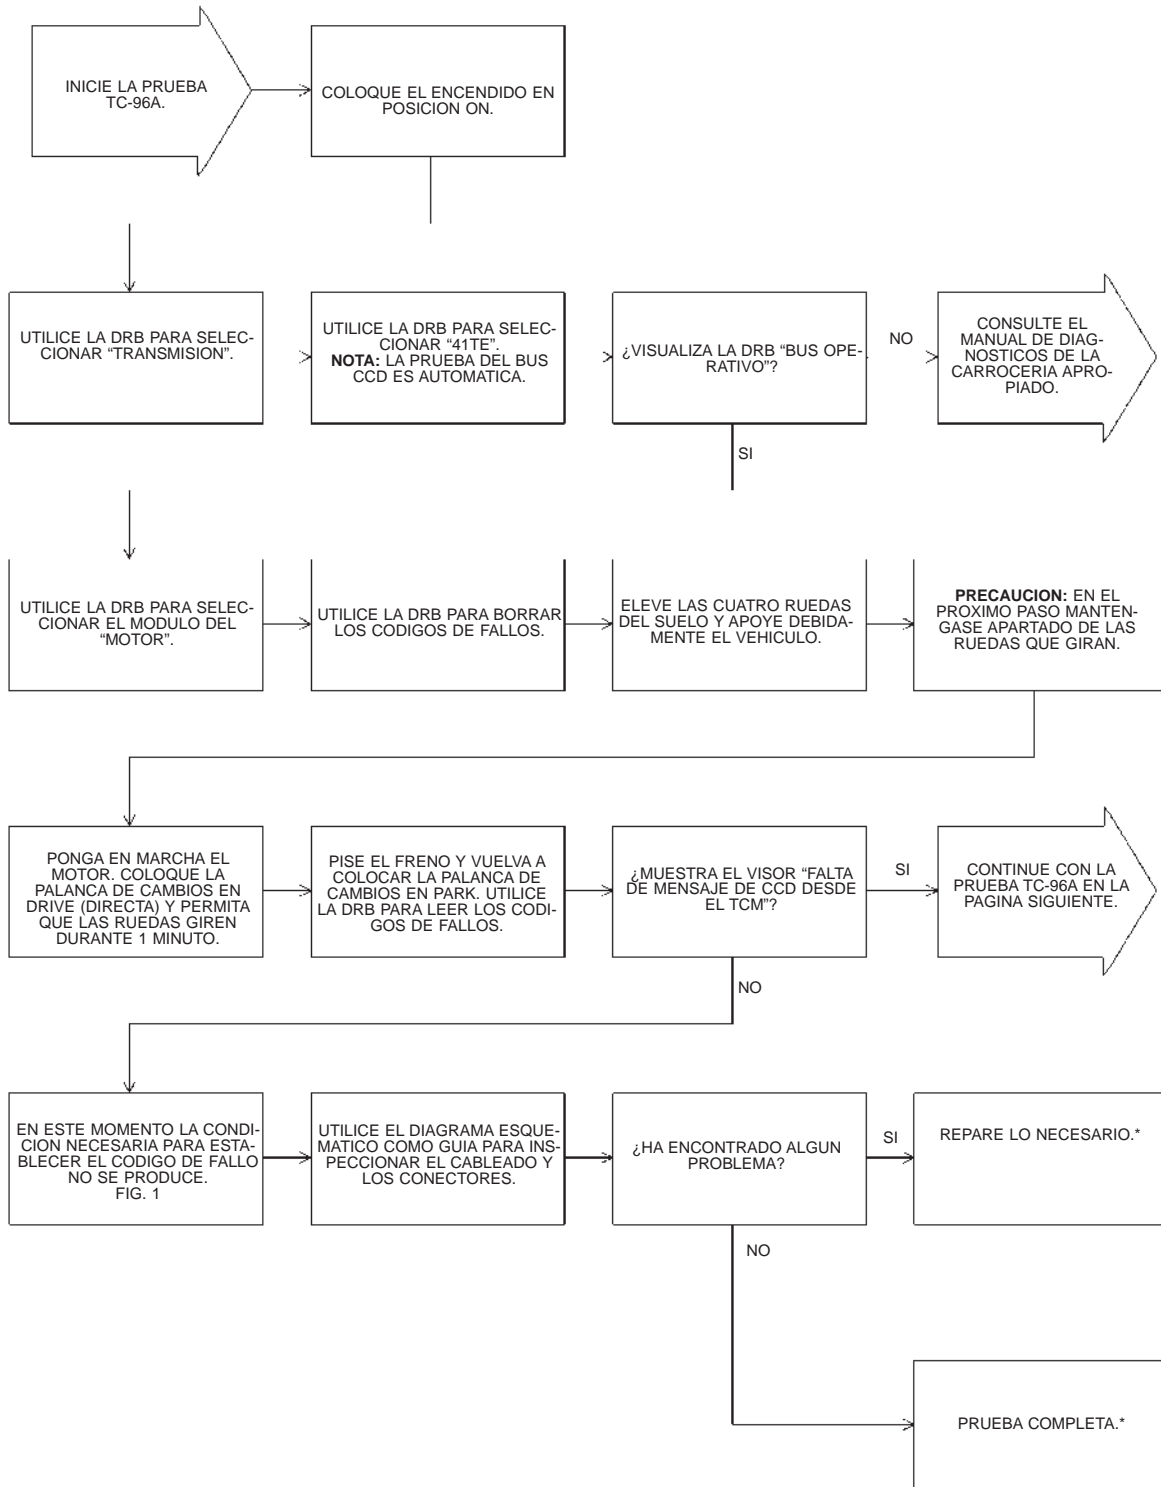 INICIE LA PRUEBA
TC-96A.
COLOQUE EL ENCENDIDO EN
POSICION ON.
UTILICE LA DRB PARA SELEC-
CIONAR “TRANSMISION”.
UTILICE LA DRB PARA SELEC-
CIONAR “41TE”.
NOTA: LA PRUEBA DEL BUS
CCD ES AUTOMATICA.
¿VISUALIZA LA DRB “BUS OPE-
RATIVO”?
NO
CONSULTE EL
MANUAL DE DIAG-
NOSTICOS DE LA
CARROCERIA APRO-
PIADO.
SI
UTILICE LA DRB PARA SELEC-
CIONAR EL MODULO DEL
“MOTOR”.
UTILICE LA DRB PARA BORRAR
LOS CODIGOS DE FALLOS.
ELEVE LAS CUATRO RUEDAS
DEL SUELO Y APOYE DEBIDA-
MENTE EL VEHICULO.
PRECAUCION: EN EL
PROXIMO PASO MANTEN-
GASE APARTADO DE LAS
RUEDAS QUE GIRAN.
PONGA EN MARCHA EL
MOTOR. COLOQUE LA
PALANCA DE CAMBIOS EN
DRIVE (DIRECTA) Y PERMITA
QUE LAS RUEDAS GIREN
DURANTE 1 MINUTO.
PISE EL FRENO Y VUELVA A
COLOCAR LA PALANCA DE
CAMBIOS EN PARK. UTILICE
LA DRB PARA LEER LOS CODI-
GOS DE FALLOS.
¿MUESTRA EL VISOR “FALTA
DE MENSAJE DE CCD DESDE
EL TCM”?
SI
CONTINUE CON LA
PRUEBA TC-96A EN LA
PAGINA SIGUIENTE.
NO
EN ESTE MOMENTO LA CONDI-
CION NECESARIA PARA ESTA-
BLECER EL CODIGO DE FALLO
NO SE PRODUCE.
FIG. 1
UTILICE EL DIAGRAMA ESQUE-
MATICO COMO GUIA PARA INS-
PECCIONAR EL CABLEADO Y
LOS CONECTORES.
¿HA ENCONTRADO ALGUN
PROBLEMA?
SI
REPARE LO NECESARIO.*
NO
PRUEBA COMPLETA.*